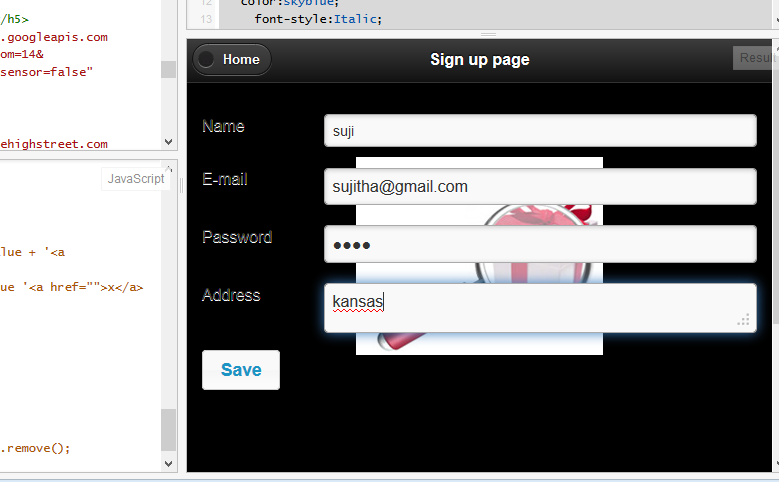 /h5>
.googleapis.com
om=14&
sensor=false"
ehighstreet.com
JavaScript
lue + '<a
ue '<a href="">x</a>
.remove();
12 color:skyblue;
13 font-style:Italic;
Home
Sign up page
Result
Name
suji
E-mail
sujitha@gmail.com
Password
••••
Address
kansas
Save